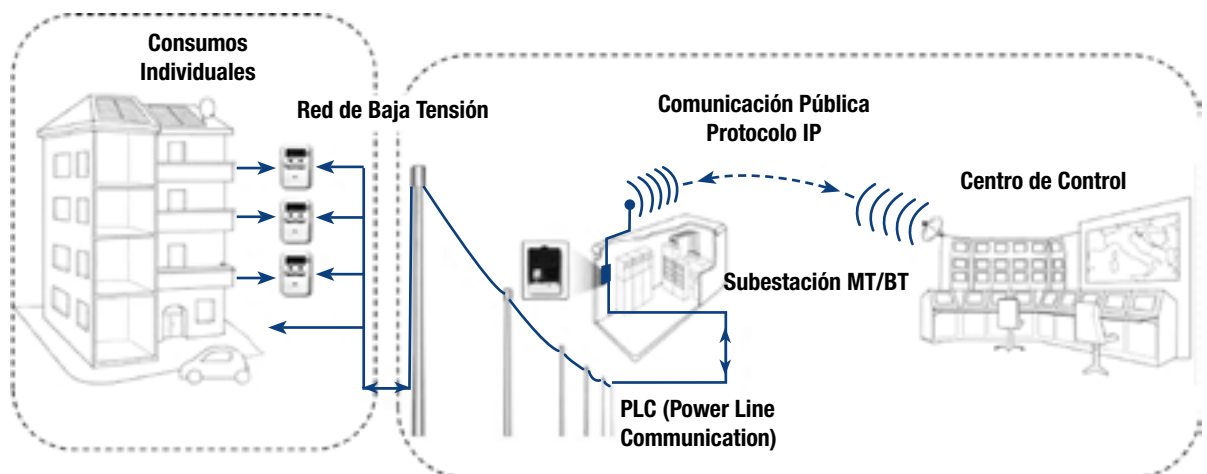 Consumos
Individuales
Red de Baja Tensión
Comunicación Pública
Protocolo IP
Centro de Control
Subestación MT/BT
PLC (Power Line
Communication)